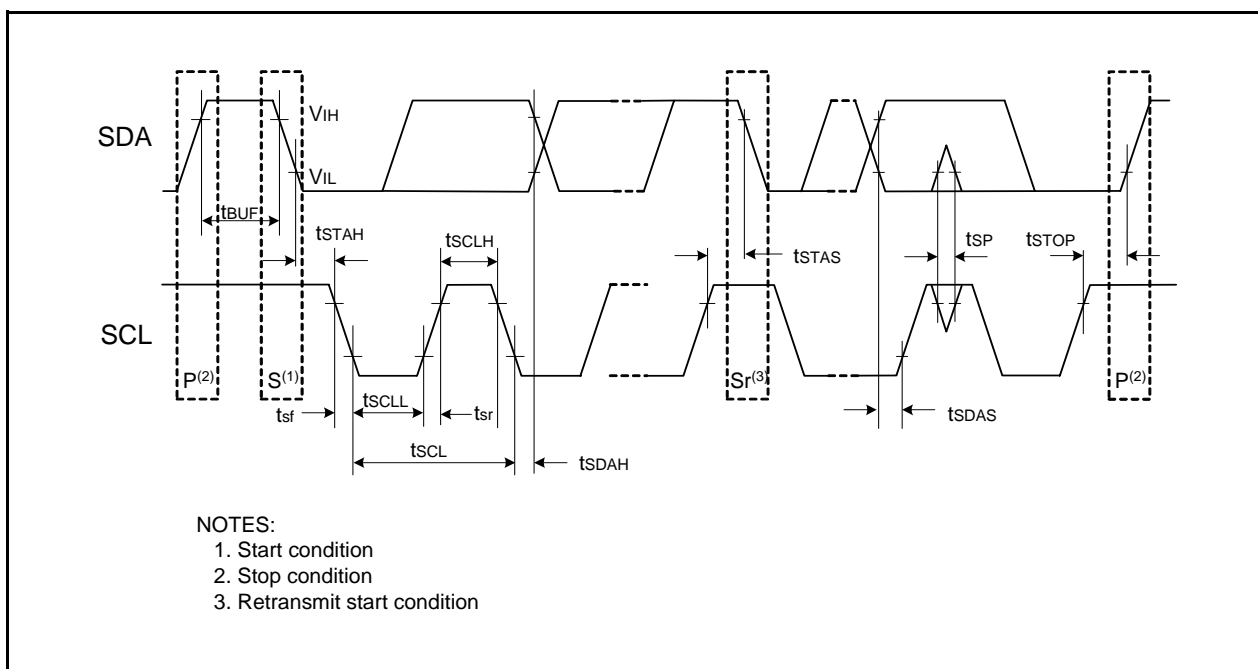 SDA
VIH
VIL
tBUF
tSTAH
tSCLH
tSTAS
tSP
tSTOP
SCL
P(2)
S(1)
Sr(3)
P(2)
tsf
tSCLL
tsr
tSDAS
tSCL
tSDAH
NOTES:
1. Start condition
2. Stop condition
3. Retransmit start condition